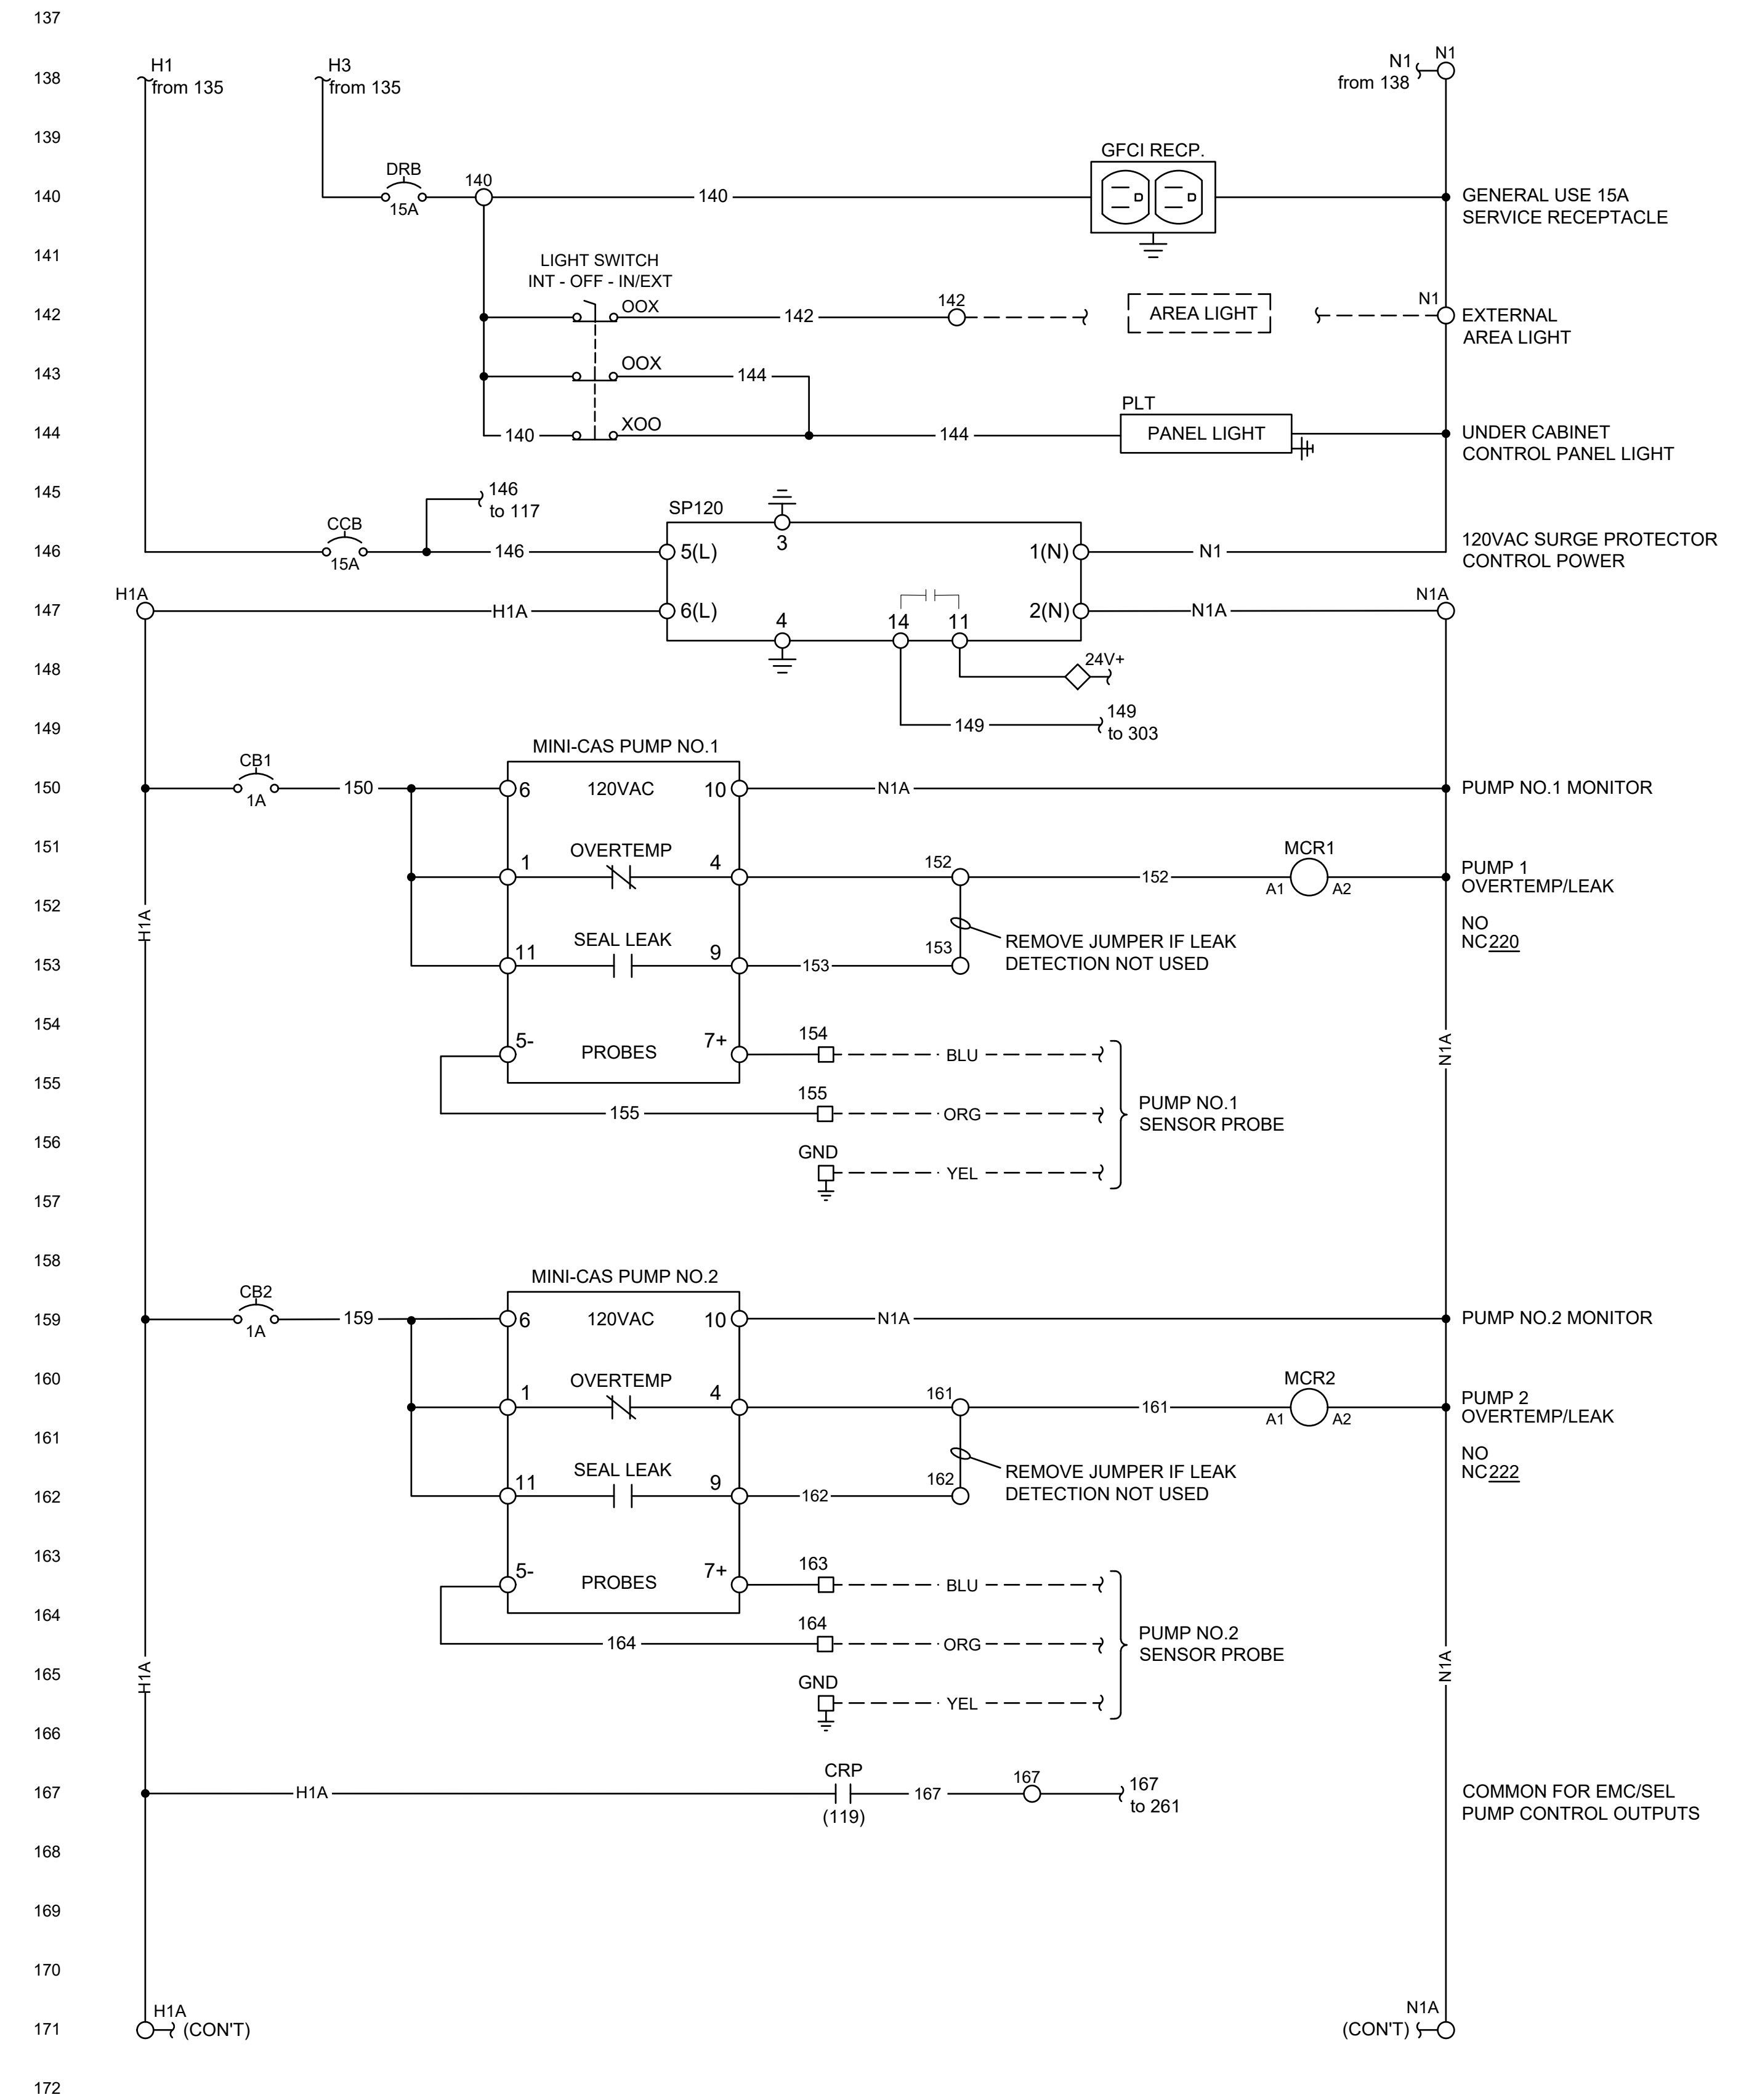 137
H1
H3
N1
N1
138
from 135
from 135
from 138
139
GFCI RECP.
DRB
140
140
140
15A
GENERAL USE 15A
SERVICE RECEPTACLE
141
LIGHT SWITCH
INT - OFF - IN/EXT
142
OOX
142
142
AREA LIGHT
N1
EXTERNAL
AREA LIGHT
143
OOX
144
PLT
144
140
XOO
144
PANEL LIGHT
UNDER CABINET
CONTROL PANEL LIGHT
145
146
to 117
SP120
CCB
3
146
15A
146
5(L)
1(N)
N1
120VAC SURGE PROTECTOR
CONTROL POWER
H1A
N1A
147
H1A
6(L)
4
14
11
2(N)
N1A
148
24V+
149
149
149
to 303
MINI-CAS PUMP NO.1
CB1
150
1A
150
6
120VAC
10
N1A
PUMP NO.1 MONITOR
151
1
OVERTEMP
4
152
152
MCR1
A1
A2
PUMP 1
OVERTEMP/LEAK
152
H1A
NO
NC 220
REMOVE JUMPER IF LEAK
DETECTION NOT USED
153
11
SEAL LEAK
9
153
153
154
5-
PROBES
7+
154
BLU
N1A
155
155
155
ORG
PUMP NO.1
SENSOR PROBE
156
GND
YEL
157
158
MINI-CAS PUMP NO.2
CB2
159
1A
159
6
120VAC
10
N1A
PUMP NO.2 MONITOR
160
1
OVERTEMP
4
161
161
MCR2
A1
A2
PUMP 2
OVERTEMP/LEAK
161
NO
NC 222
REMOVE JUMPER IF LEAK
DETECTION NOT USED
162
11
SEAL LEAK
9
162
162
163
5-
PROBES
7+
163
BLU
164
164
164
ORG
PUMP NO.2
SENSOR PROBE
165
H1A
N1A
GND
YEL
166
CRP
167
H1A
(119)
167
167
167
to 261
COMMON FOR EMC/SEL
PUMP CONTROL OUTPUTS
168
169
170
H1A
N1A
171
(CON'T)
(CON'T)
172